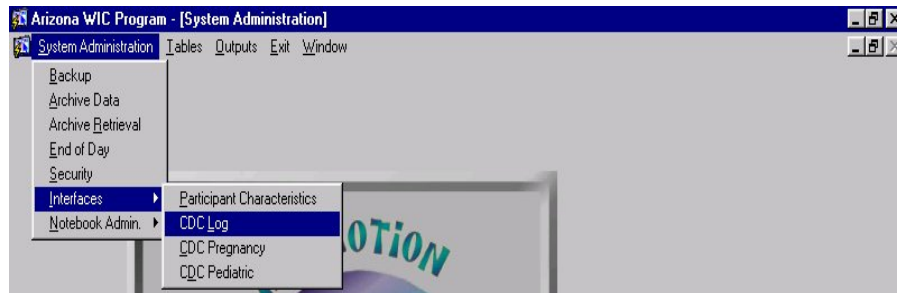 Arizona WIC Program - [System Administration]
System Administration Tables Outputs Exit Window
Backup
Archive Data
Archive Retrieval
End of Day
Security
Interfaces
Notebook Admin.
Participant Characteristics
CDC Log
CDC Pregnancy
CDC Pediatric
OTION